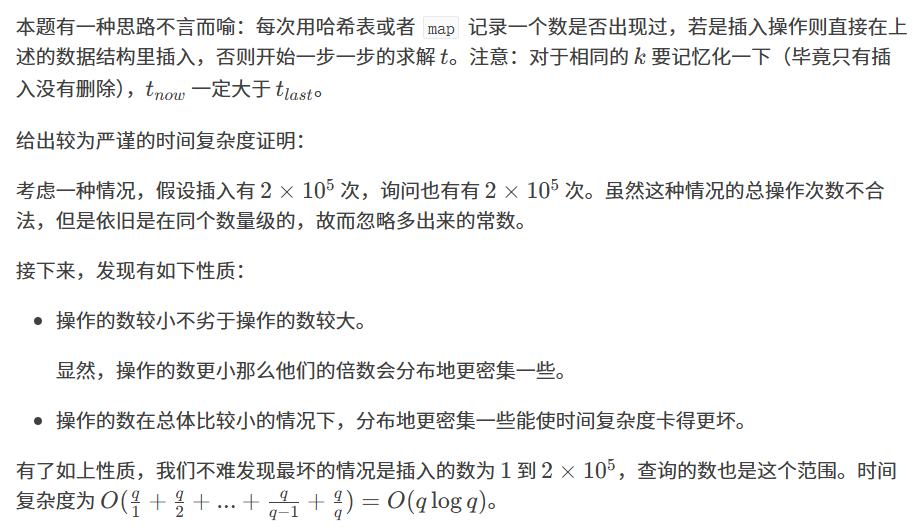 本题有一种思路不言而喻：每次用哈希表或者 map 记录一个数是否出现过，若是插入操作则直接在上
述的数据结构里插入，否则开始一步一步的求解 t。注意：对于相同的 k 要记忆化一下（毕竟只有插
入没有删除），t_{now} 一定大于 t_{last}。
给出较为严谨的时间复杂度证明：
考虑一种情况，假设插入有 2 × 10^5 次，询问也有有 2 × 10^5 次。虽然这种情况的总操作次数不合
法，但是依旧是在同个数量级的，故而忽略多出来的常数。
接下来，发现有如下性质：
• 操作的数较小不劣于操作的数较大。
显然，操作的数更小那么他们的倍数会分布地更密集一些。
• 操作的数在总体比较小的情况下，分布地更密集一些能使时间复杂度卡得更坏。
有了如上性质，我们不难发现最坏的情况是插入的数为 1 到 2 × 10^5，查询的数也是这个范围。时间
复杂度为 O(\frac{q}{1} + \frac{q}{2} + ... + \frac{q}{q-1} + \frac{q}{q}) = O(q log q)。